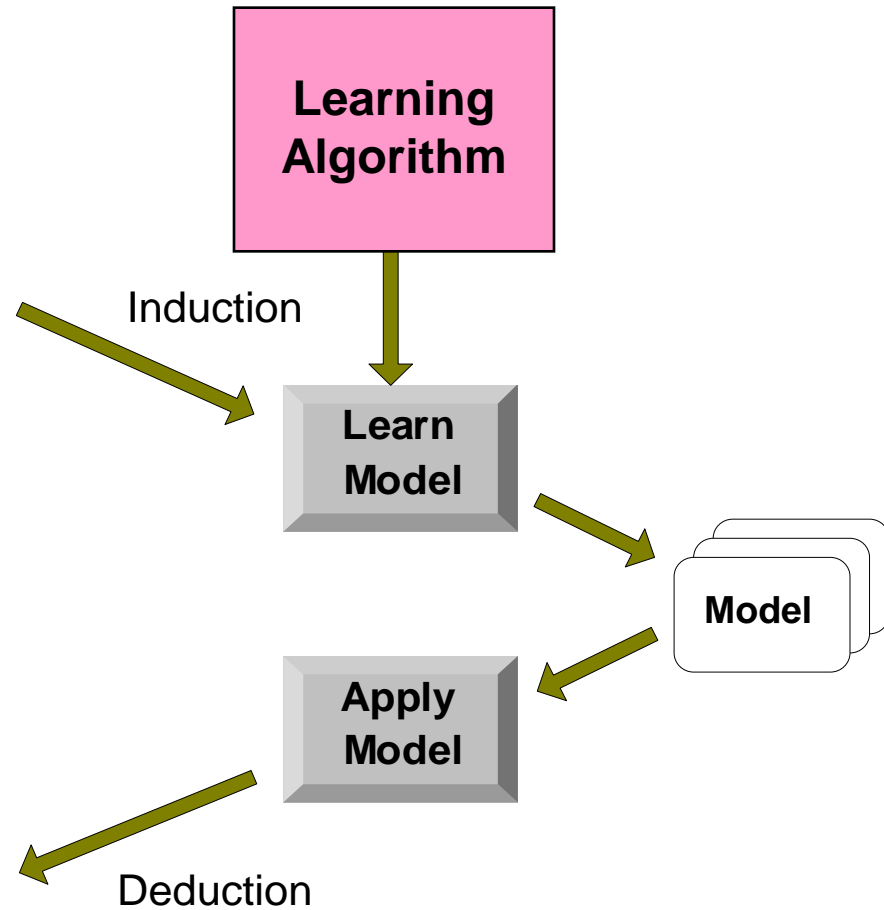 Learning
Algorithm
Induction
Learn
Model
Model
Apply
Model
Deduction